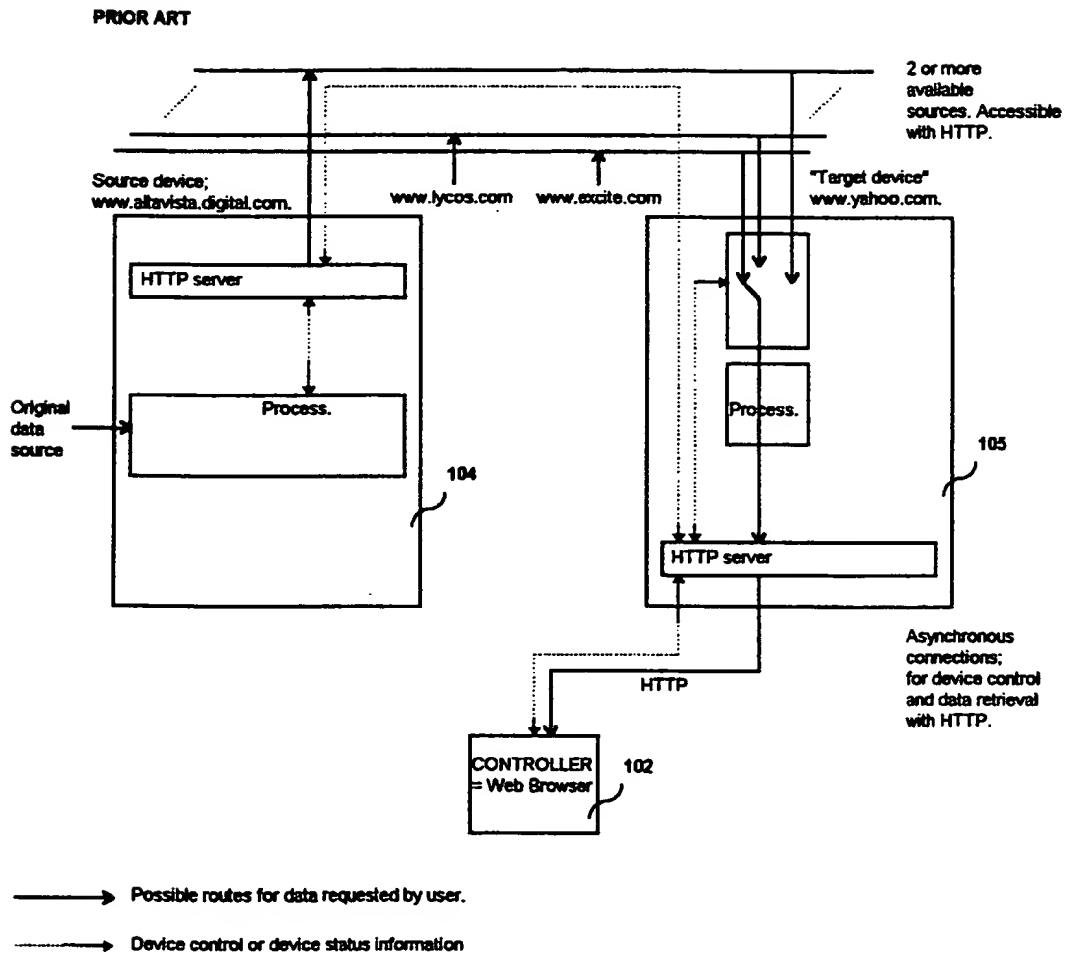 PRIOR ART
2 or more
available
sources. Accessible
with HTTP.
Source device;
www.altavista.digital.com.
www.lycos.com
www.excite.com
"Target device"
www.yahoo.com.
HTTP server
Process.
Original
data
source
104
Process.
105
HTTP server
Asynchronous
connections;
for device control
and data retrieval
with HTTP.
HTTP
CONTROLLER
= Web Browser
102
Possible routes for data requested by user.
Device control or device status information